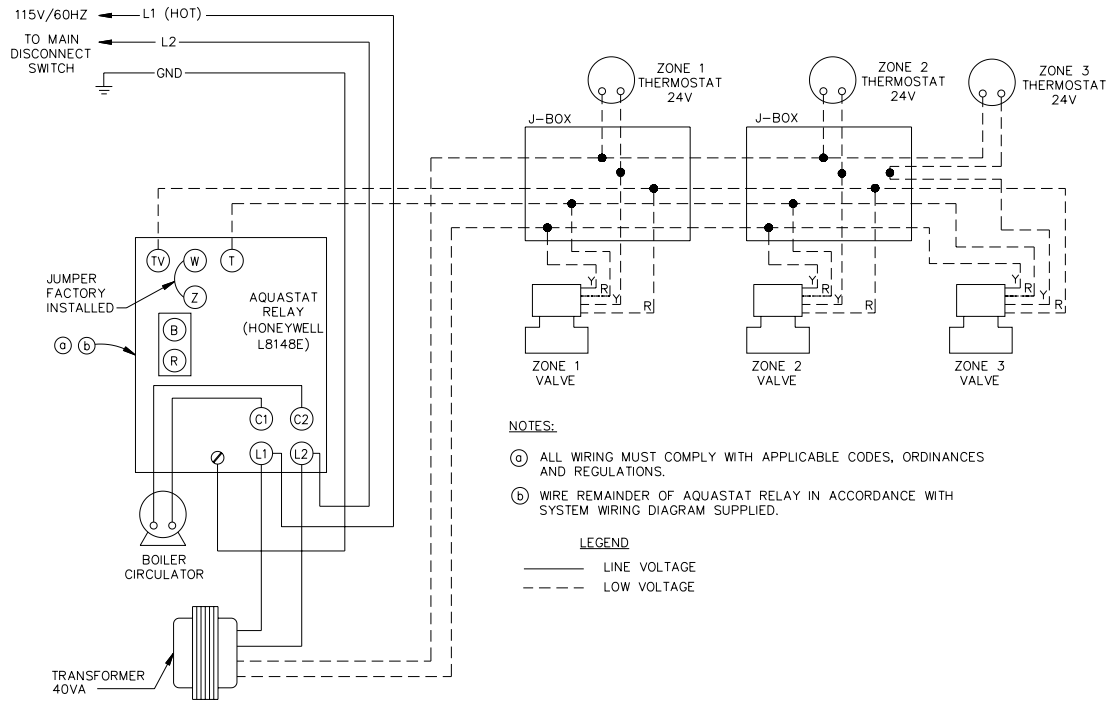 115V/60HZ
L1 (HOT)
TO MAIN
DISCONNECT
SWITCH
L2
GND
ZONE 1
THERMOSTAT
24V
ZONE 2
THERMOSTAT
24V
ZONE 3
THERMOSTAT
24V
J-BOX
J-BOX
TV
W
T
Z
JUMPER
FACTORY
INSTALLED
AQUASTAT
RELAY
(HONEYWELL
L8148E)
B
R
a b
C1
C2
L1
L2
Y
R
Y
R
Y
R
Y
R
Y
R
Y
R
ZONE 1
VALVE
ZONE 2
VALVE
ZONE 3
VALVE
BOILER
CIRCULATOR
TRANSFORMER
40VA
NOTES:
a ALL WIRING MUST COMPLY WITH APPLICABLE CODES, ORDINANCES
AND REGULATIONS.
b WIRE REMAINDER OF AQUASTAT RELAY IN ACCORDANCE WITH
SYSTEM WIRING DIAGRAM SUPPLIED.
LEGEND
LINE VOLTAGE
LOW VOLTAGE